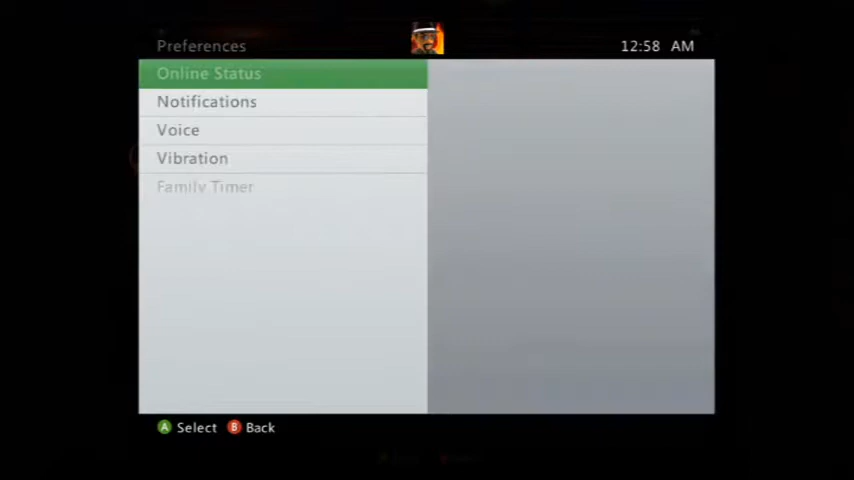 Preferences
12:58 AM
Online Status
Notifications
Voice
Vibration
Family Timer
A Select B Back